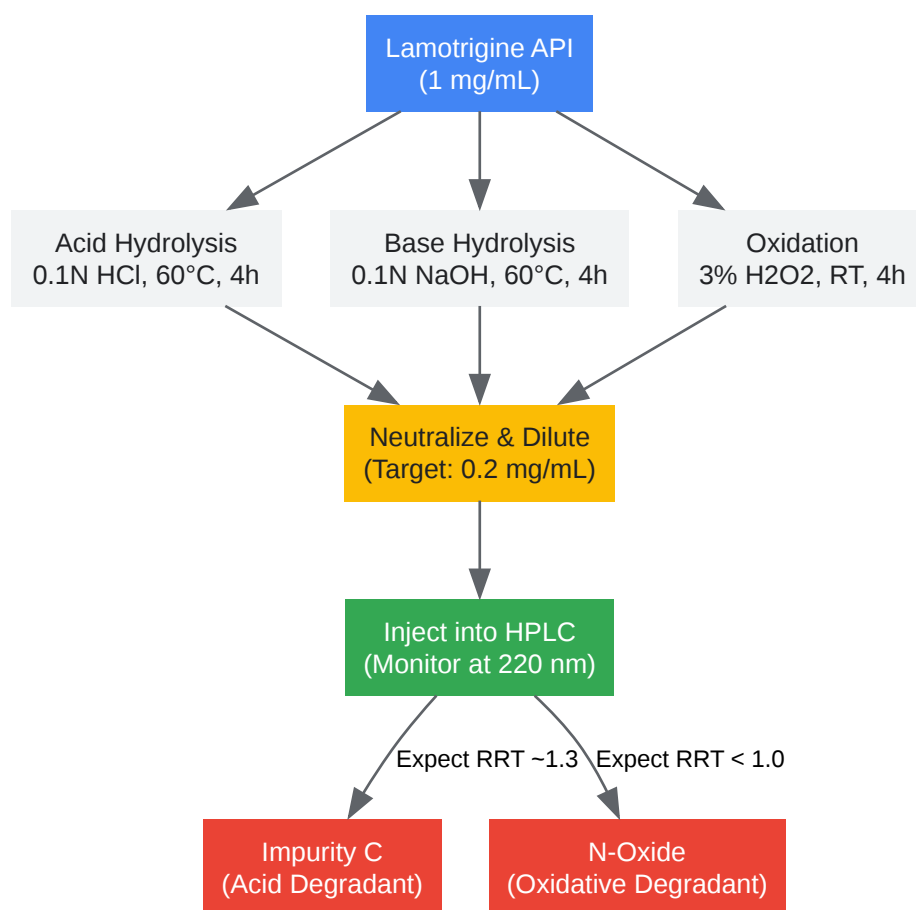 Lamotrigine API
(1 mg/mL)
Acid Hydrolysis
0.1N HCl, 60°C, 4h
Base Hydrolysis
0.1N NaOH, 60°C, 4h
Oxidation
3% H2O2, RT, 4h
Neutralize & Dilute
(Target: 0.2 mg/mL)
Inject into HPLC
(Monitor at 220 nm)
Expect RRT ~1.3
Expect RRT < 1.0
Impurity C
(Acid Degradant)
N-Oxide
(Oxidative Degradant)